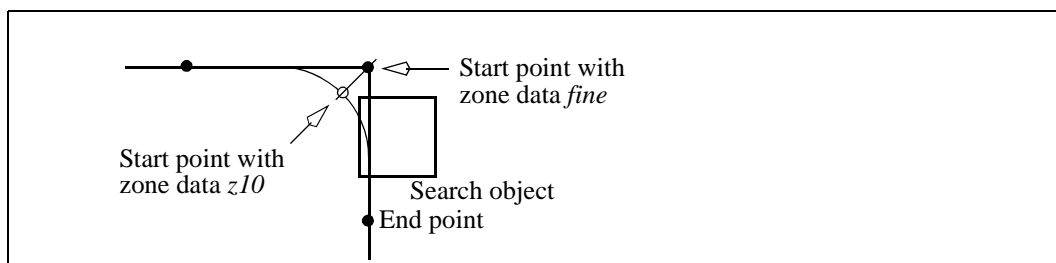 Start point with
zone data fine
Start point with
zone data z10
Search object
End point